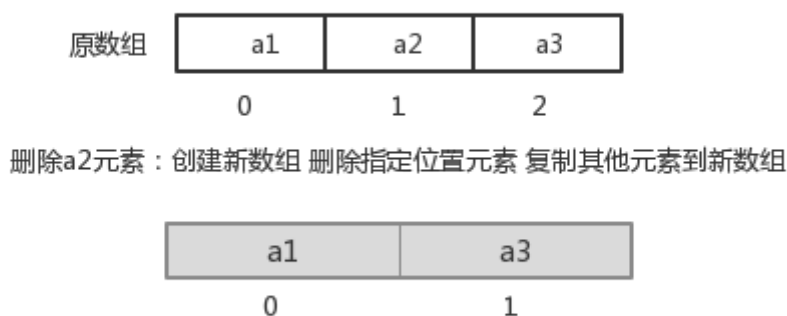 原数组 a1 a2 a3
0 1 2
删除a2元素：创建新数组 删除指定位置元素 复制其他元素到新数组
a1 a3
0 1